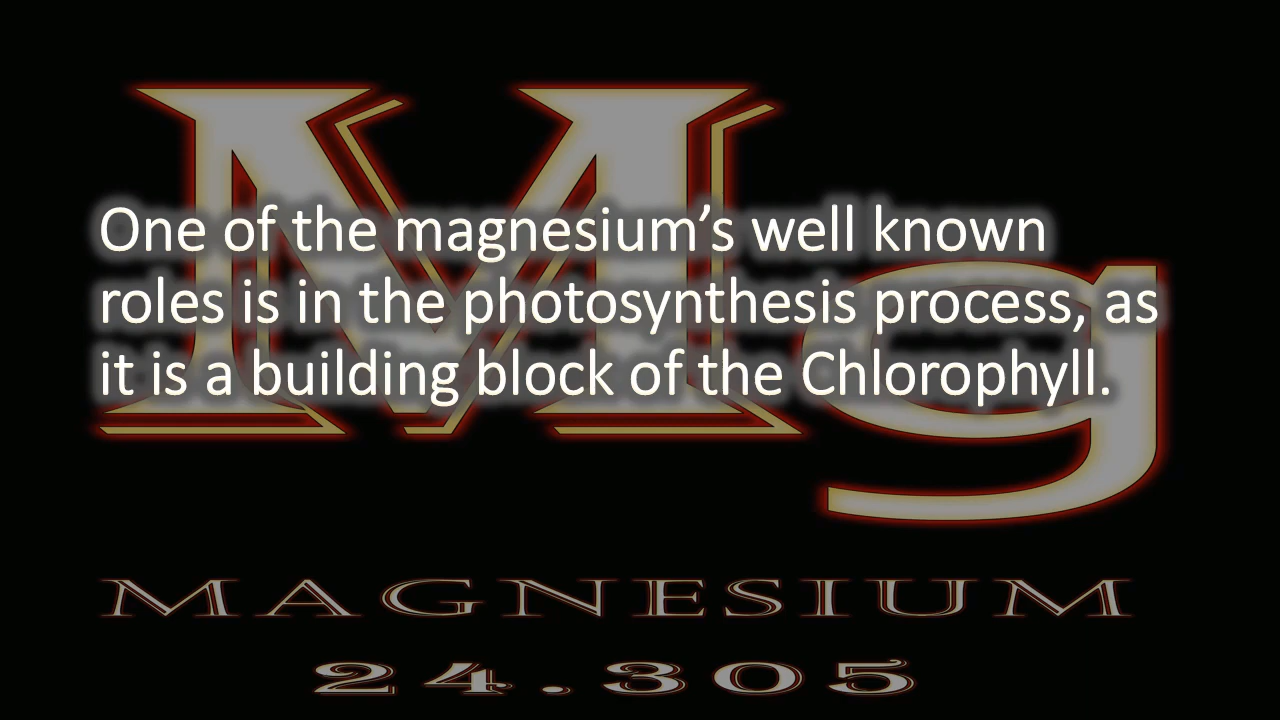 Mg
One of the magnesium’s well known
roles is in the photosynthesis process, as
it is a building block of the Chlorophyll.
MAGNESIUM
24.305